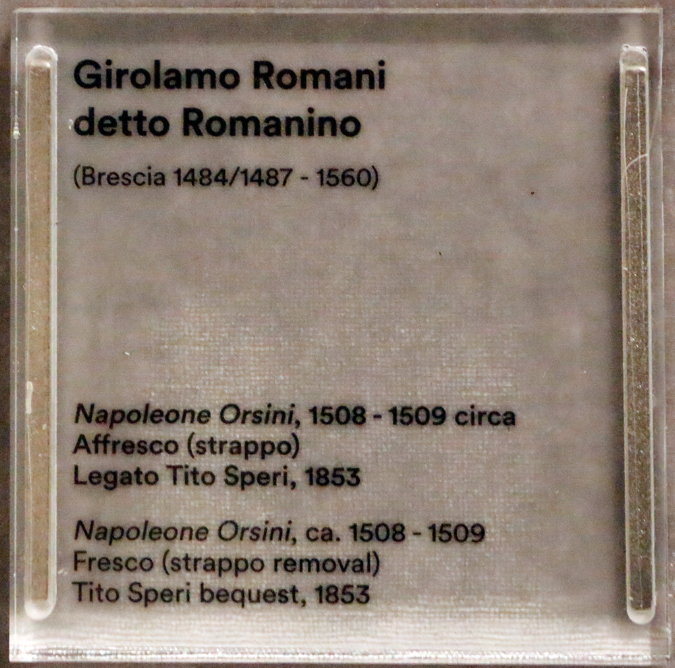 Girolamo Romani
detto Romanino
(Brescia 1484/1487 - 1560)
Napoleone Orsini, 1508 - 1509 circa
Affresco (strappo)
Legato Tito Speri, 1853
Napoleone Orsini, ca. 1508 - 1509
Fresco (strappo removal)
Tito Speri bequest, 1853